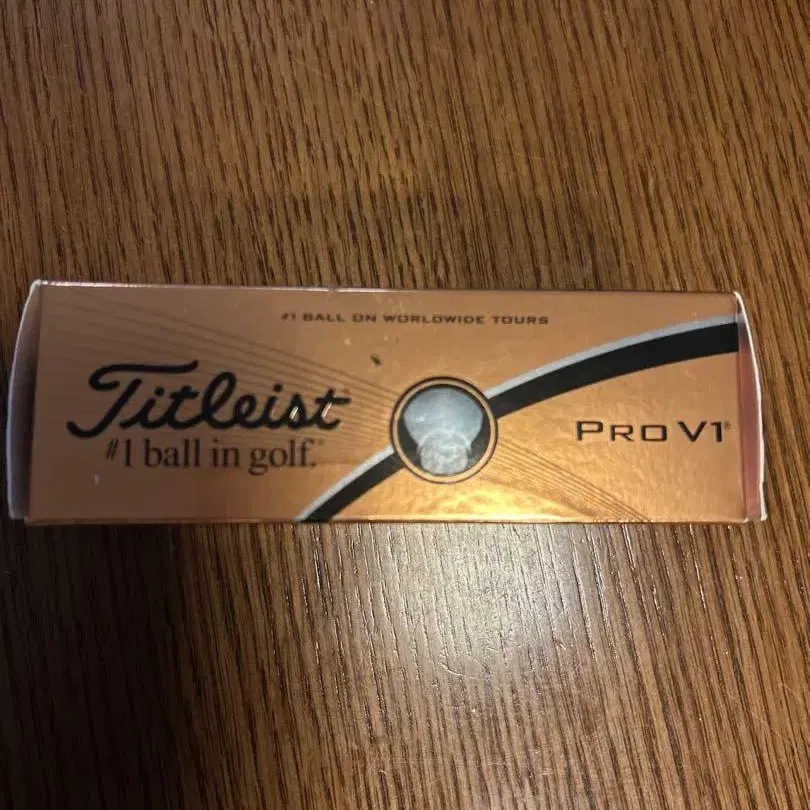 #1 BALL ON WORLDWIDE TOURS
Titleist®
#1 ball in golf.®
PRO V1®